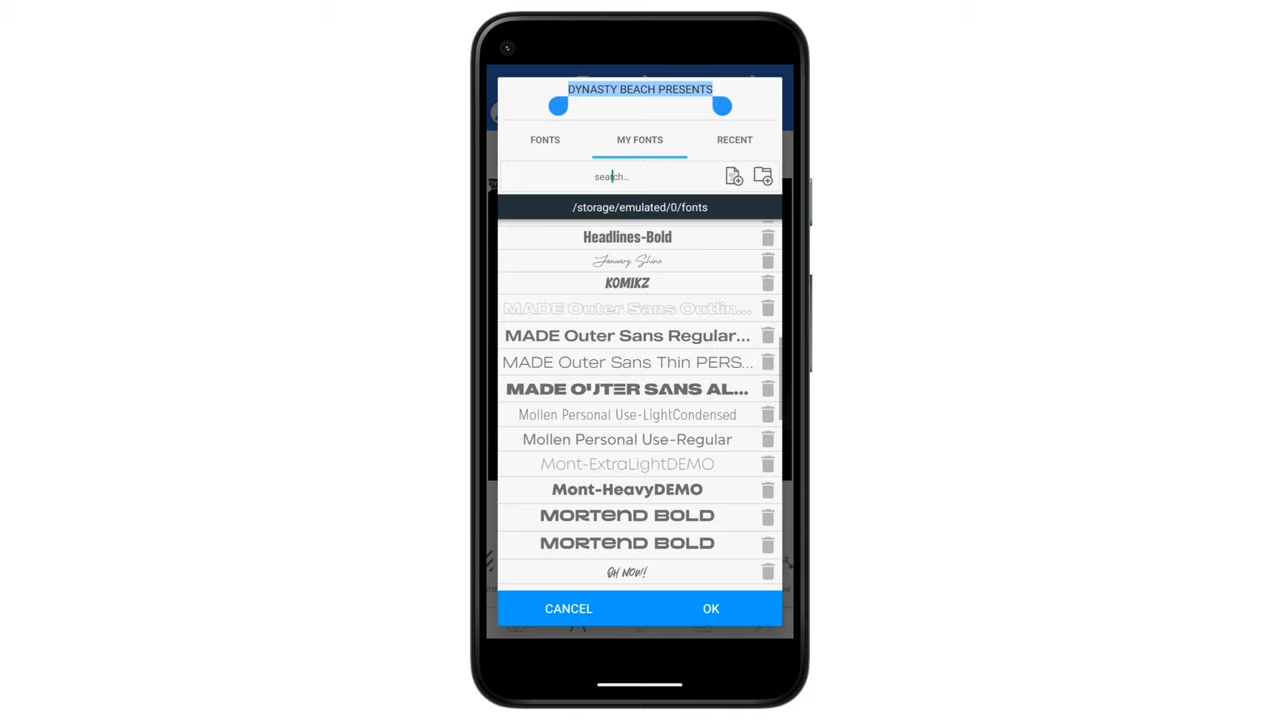 DYNASTY BEACH PRESENTS
FONTS
MY FONTS
RECENT
search...
/storage/emulated/0/fonts
Headlines-Bold
January Shine
KOMIKZ
MADE Outer Sans Outlin...
MADE Outer Sans Regular...
MADE Outer Sans Thin PERS...
MADE OUTER SANS AL...
Mollen Personal Use-LightCondensed
Mollen Personal Use-Regular
Mont-ExtraLightDEMO
Mont-HeavyDEMO
MORTEND BOLD
MORTEND BOLD
OH NOW!
CANCEL
OK